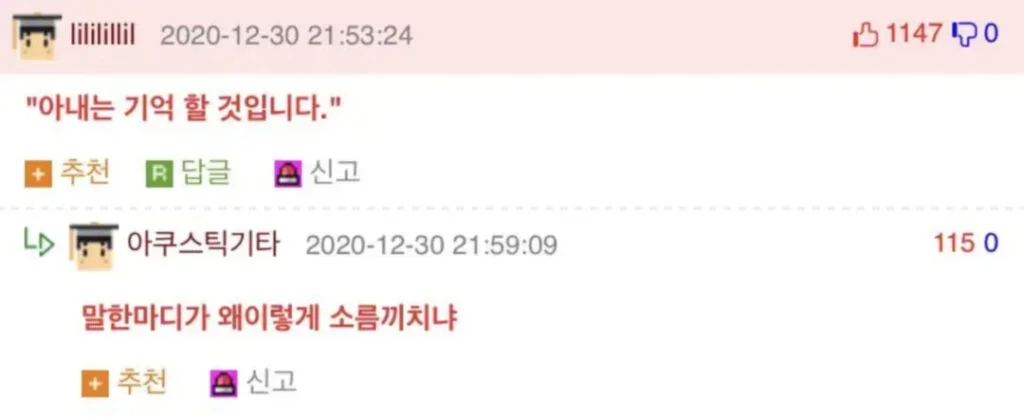 lilililllil 2020-12-30 21:53:24 1147 0
"아내는 기억 할 것입니다."
+ 추천 R 답글 신고
아쿠스틱기타 2020-12-30 21:59:09 115 0
말한마디가 왜이렇게 소름끼치냐
+ 추천 신고